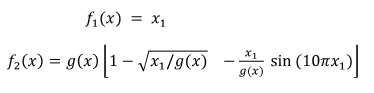 f₁(x) = x₁
f₂(x) = g(x) ⌊1 − √x₁/g(x) − x₁/g(x) sin (10πx₁)⌋